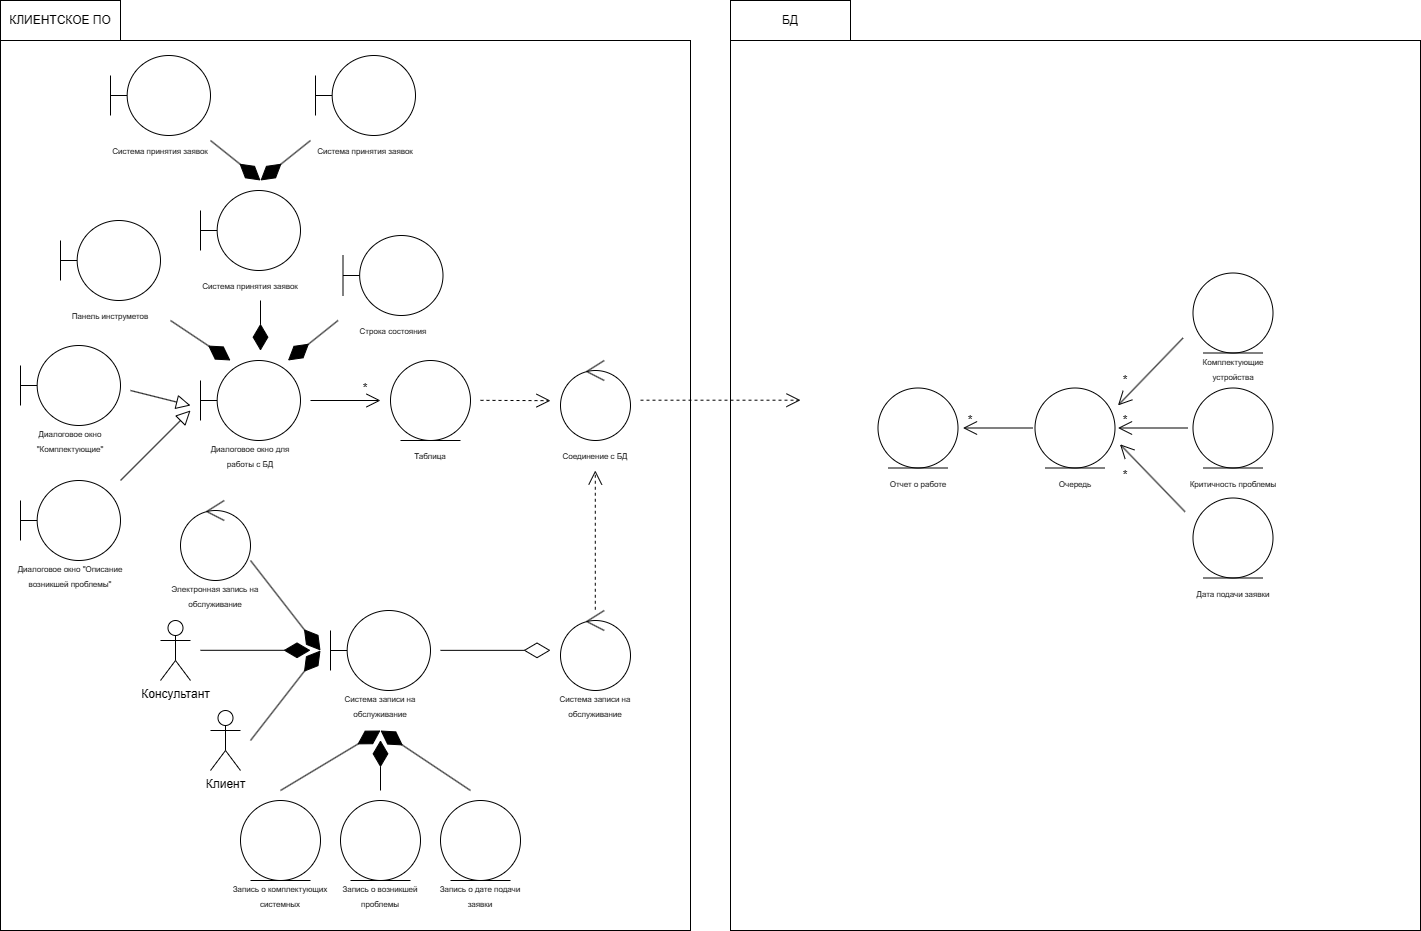 КЛИЕНТСКОЕ ПО
БД
Система принятия заявок
Система принятия заявок
Система принятия заявок
Панель инструметов
Строка состояния
Диалоговое окно
"Комплектующие"
Диалоговое окно для
работы с БД
*
Таблица
Соединение с БД
Диалоговое окно "Описание
возникшей проблемы"
Электронная запись на
обслуживание
Консультант
Клиент
Система записи на
обслуживание
Система записи на
обслуживание
Запись о комплектующих
системных
Запись о возникшей
проблемы
Запись о дате подачи
заявки
Комплектующие
устройства
*
*
*
*
Отчет о работе
Очередь
Критичность проблемы
Дата подачи заявки